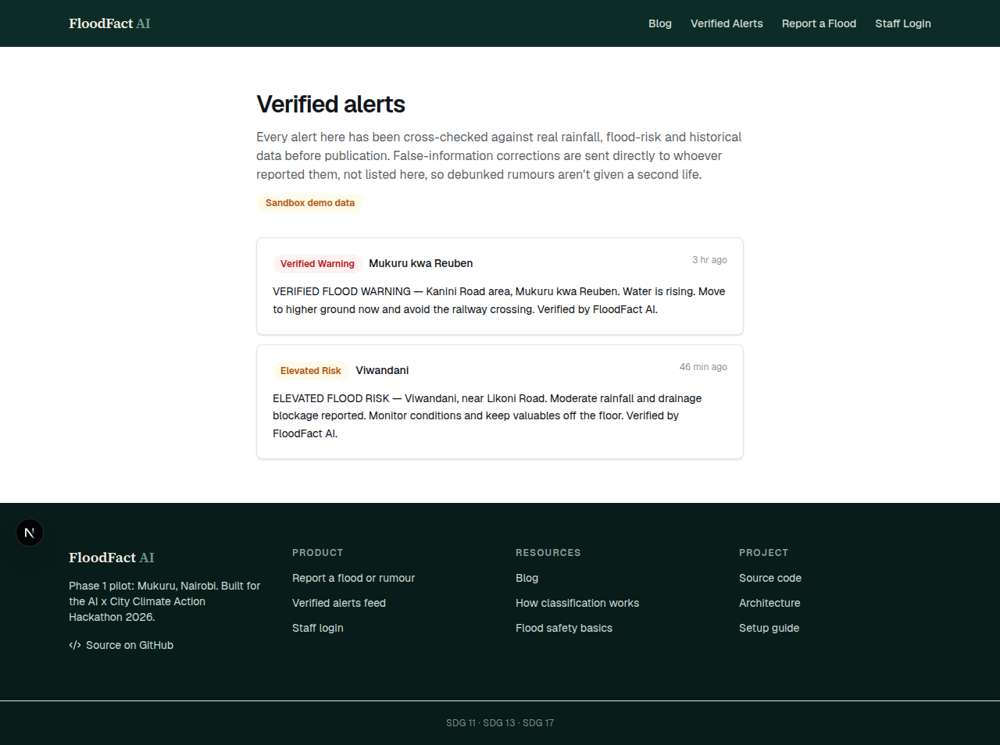 FloodFact AI
Blog
Verified Alerts
Report a Flood
Staff Login
Verified alerts
Every alert here has been cross-checked against real rainfall, flood-risk and historical
data before publication. False-information corrections are sent directly to whoever
reported them, not listed here, so debunked rumours aren't given a second life.
Sandbox demo data
Verified Warning
Mukuru kwa Reuben
3 hr ago
VERIFIED FLOOD WARNING — Kanini Road area, Mukuru kwa Reuben. Water is rising. Move
to higher ground now and avoid the railway crossing. Verified by FloodFact AI.
Elevated Risk
Viwandani
46 min ago
ELEVATED FLOOD RISK — Viwandani, near Likoni Road. Moderate rainfall and drainage
blockage reported. Monitor conditions and keep valuables off the floor. Verified by
FloodFact AI.
N
FloodFact AI
Phase 1 pilot: Mukuru, Nairobi. Built for
the AI x City Climate Action
Hackathon 2026.
Source on GitHub
PRODUCT
Report a flood or rumour
Verified alerts feed
Staff login
RESOURCES
Blog
How classification works
Flood safety basics
PROJECT
Source code
Architecture
Setup guide
SDG 11 · SDG 13 · SDG 17